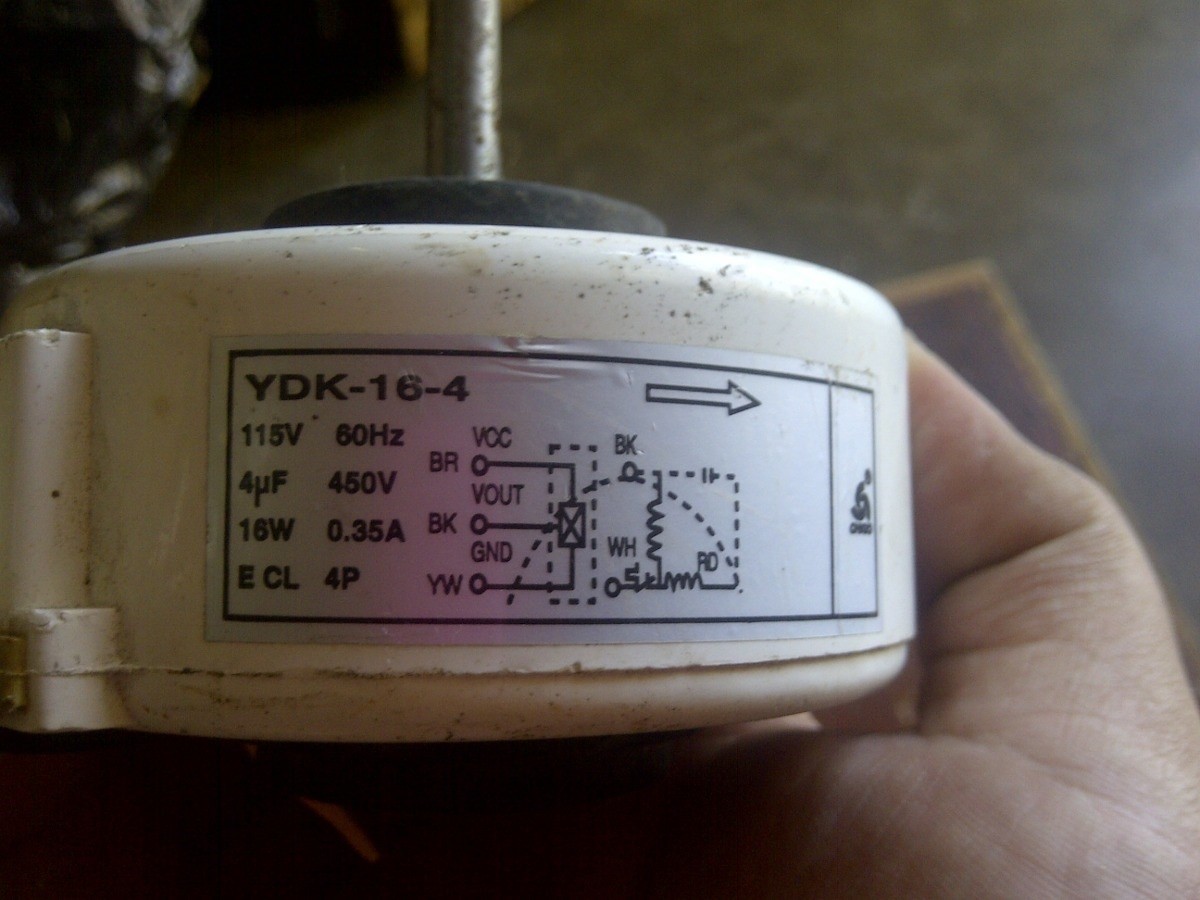 YDK-16-4
115V 60Hz
4µF 450V
16W 0.35A
E CL 4P
VCC
BR
VOUT
BK
GND
YW
BK
WH
RD